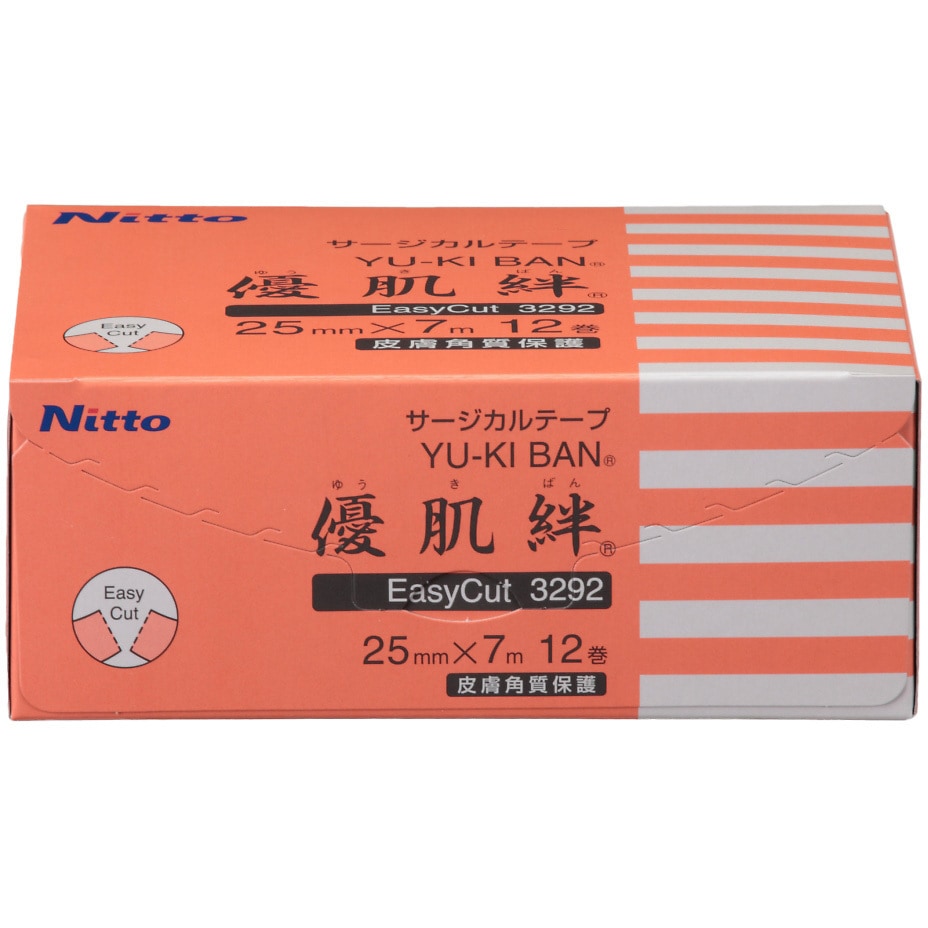 Nitto
サージカルテープ
YU-KI BAN®
ゆう き ばん
優肌絆®
EasyCut 3292
Easy
Cut
25mm×7m 12巻
皮膚角質保護
Nitto
サージカルテープ
YU-KI BAN®
ゆう き ばん
優肌絆®
EasyCut 3292
Easy
Cut
25mm×7m 12巻
皮膚角質保護